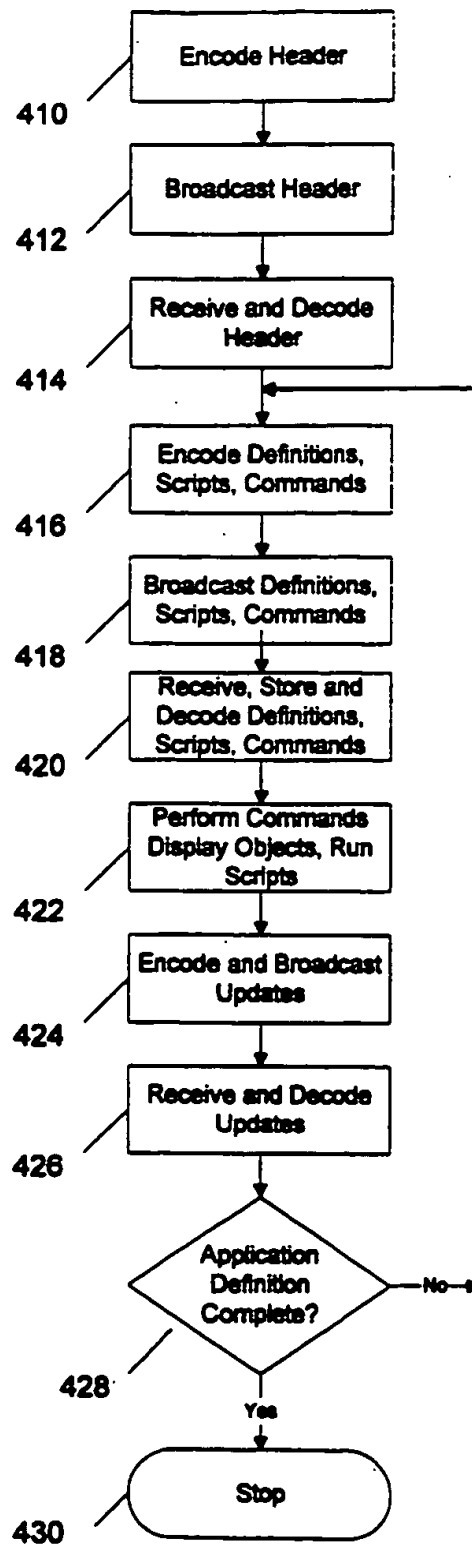 Encode Header
410
Broadcast Header
412
Receive and Decode
Header
414
Encode Definitions,
Scripts, Commands
416
Broadcast Definitions,
Scripts, Commands
418
Receive, Store and
Decode Definitions,
Scripts, Commands
420
Perform Commands
Display Objects, Run
Scripts
422
Encode and Broadcast
Updates
424
Receive and Decode
Updates
426
Application
Definition
Complete?
No
428
Yes
Stop
430